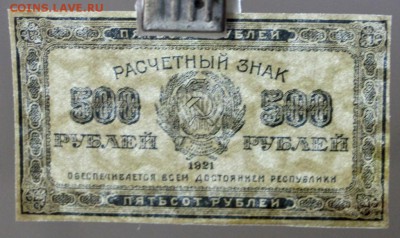 COINS.LAVE.RU
ПЯТЬСОТ РУБЛЕЙ
РАСЧЕТНЫЙ ЗНАК
500 500
РУБЛЕЙ РУБЛЕЙ
1921
ОБЕСПЕЧИВАЕТСЯ ВСЕМ ДОСТОЯНИЕМ РЕСПУБЛИКИ
ПЯТЬСОТ РУБЛЕЙ